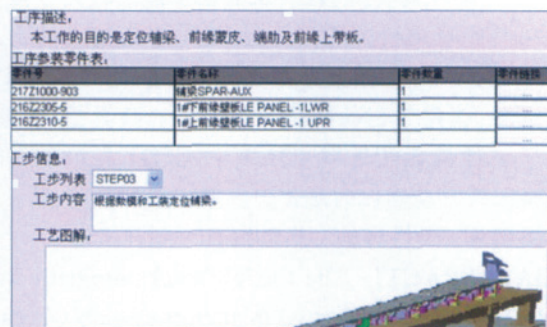 工序描述：
本工作的目的是定位辅梁、前缘蒙皮、端肋及前缘上带板。
工序参装零件表：
零件号 零件名称 零件数量 零件链接
217Z1000-903 辅梁SPAR-AUX 1 ...
216Z2305-5 1#下前缘壁板LE PANEL -1LWR 1 ...
216Z2310-5 1#上前缘壁板LE PANEL -1 UPR 1 ...
...
工步信息：
工步列表 STEP03
工步内容 根据数模和工装定位辅梁。
工艺图解：